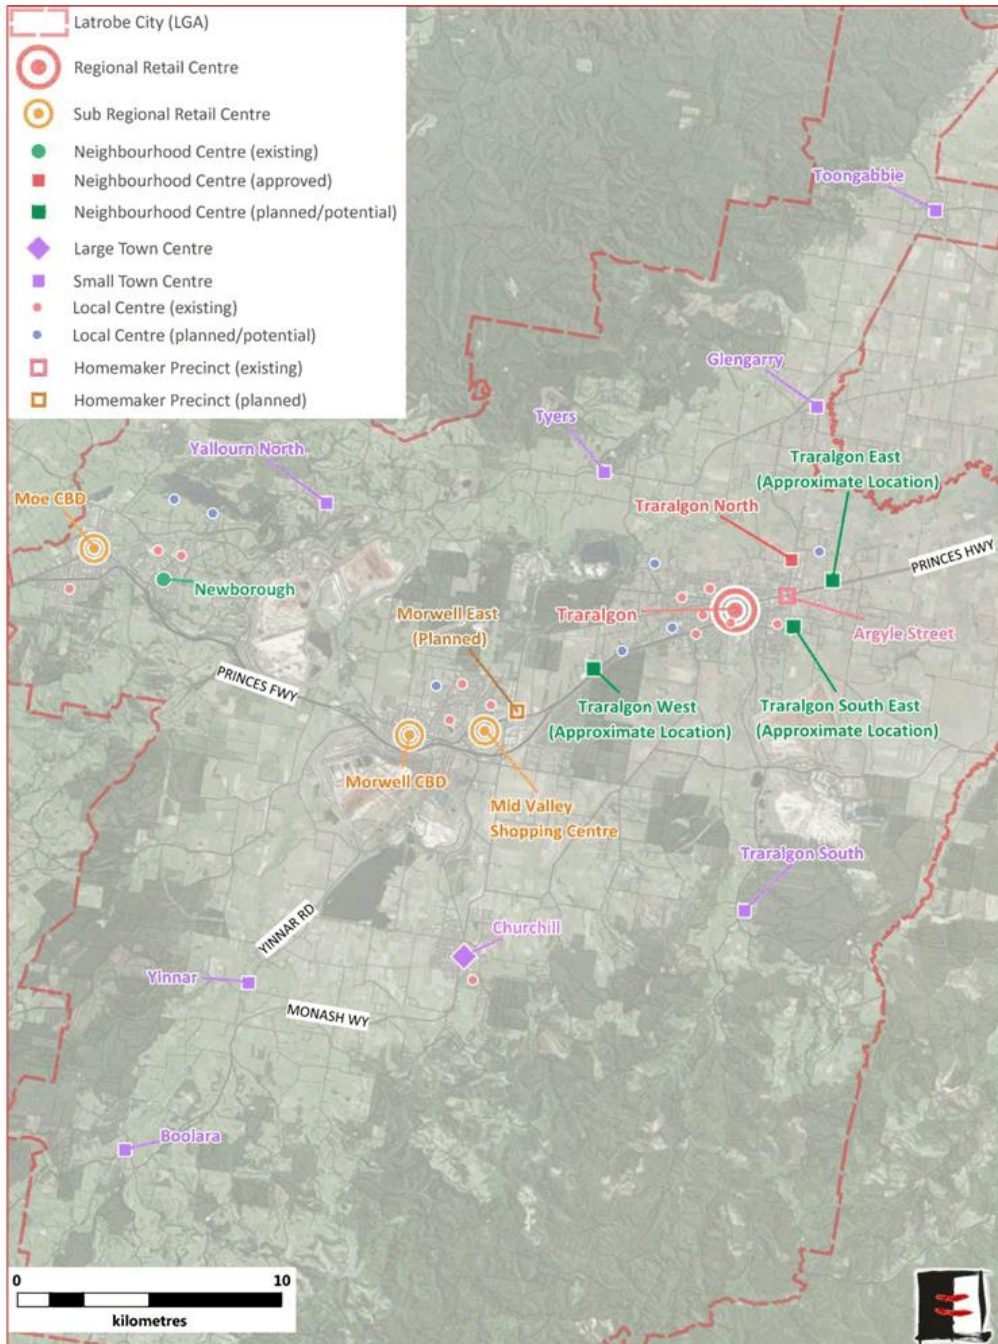 Latrobe City (LGA)
Regional Retail Centre
Sub Regional Retail Centre
Neighbourhood Centre (existing)
Neighbourhood Centre (approved)
Neighbourhood Centre (planned/potential)
Large Town Centre
Small Town Centre
Local Centre (existing)
Local Centre (planned/potential)
Homemaker Precinct (existing)
Homemaker Precinct (planned)
Toongabbie
Glengarry
Tyers
Yallourn North
Traralgon East
(Approximate Location)
Moe CBD
Traralgon North
PRINCES HWY
Newborough
Morwell East
(Planned)
Traralgon
Argyle Street
PRINCES FWY
Traralgon West
(Approximate Location)
Traralgon South East
(Approximate Location)
Morwell CBD
Mid Valley
Shopping Centre
Traralgon South
YINNAR RD
Churchill
Yinnar
MONASH WY
Boolara
0 10
kilometres